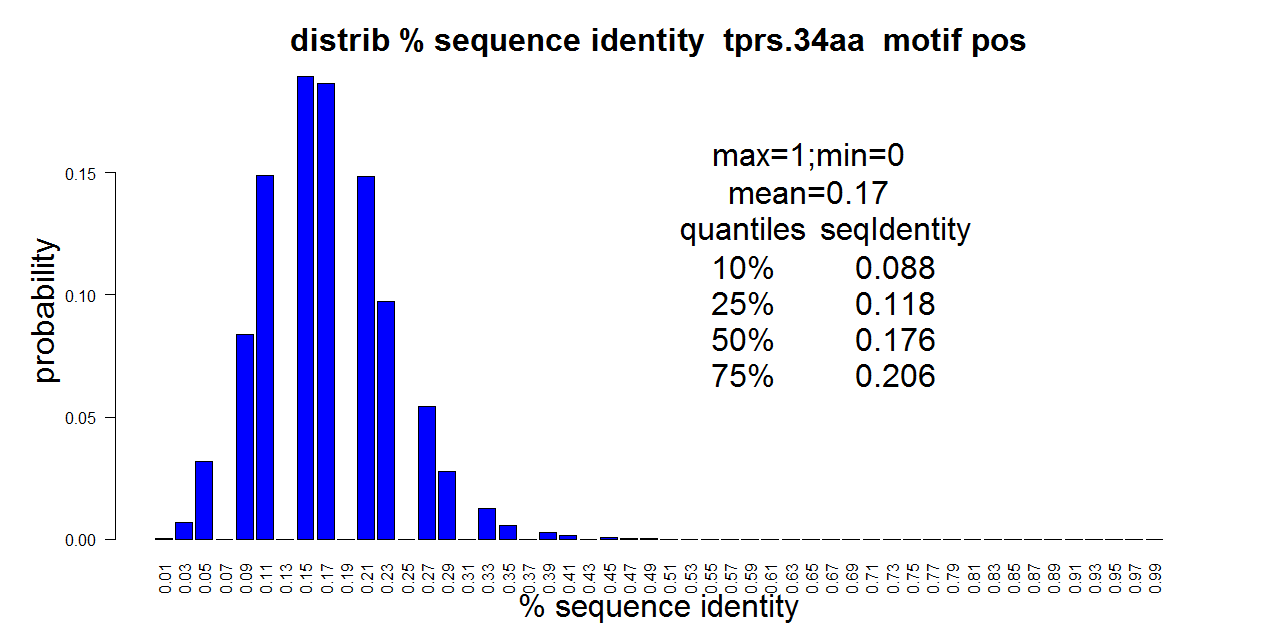 distrib % sequence identity  tprs.34aa  motif pos
max=1;min=0
mean=0.17
quantiles seqIdentity
10% 0.088
25% 0.118
50% 0.176
75% 0.206
probability
0.15
0.10
0.05
0.00
0.01 0.03 0.05 0.07 0.09 0.11 0.13 0.15 0.17 0.19 0.21 0.23 0.25 0.27 0.29 0.31 0.33 0.35 0.37 0.39 0.41 0.43 0.45 0.47 0.49 0.51 0.53 0.55 0.57 0.59 0.61 0.63 0.65 0.67 0.69 0.71 0.73 0.75 0.77 0.79 0.81 0.83 0.85 0.87 0.89 0.91 0.93 0.95 0.97 0.99
% sequence identity